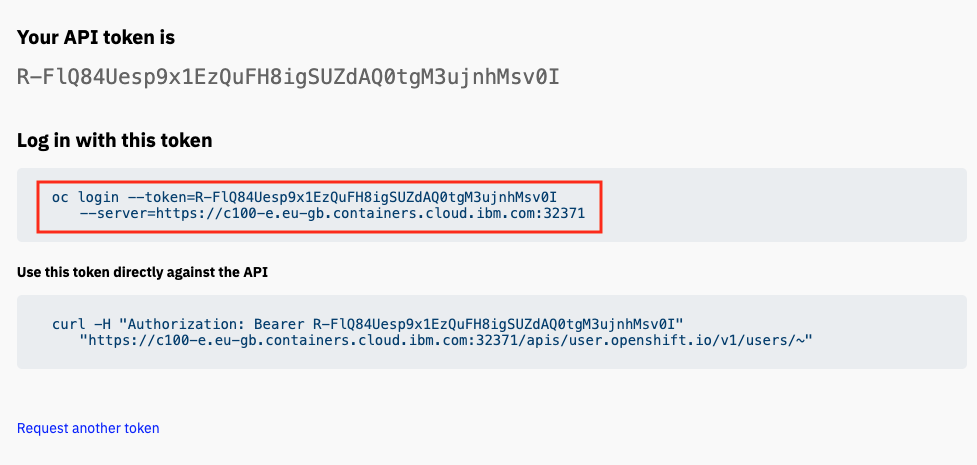 Your API token is
R-FlQ84Uesp9x1EzQuFH8igSUZdAQ0tgM3ujnhMsv0I
Log in with this token
oc login --token=R-FlQ84Uesp9x1EzQuFH8igSUZdAQ0tgM3ujnhMsv0I
--server=https://c100-e.eu-gb.containers.cloud.ibm.com:32371
Use this token directly against the API
curl -H "Authorization: Bearer R-FlQ84Uesp9x1EzQuFH8igSUZdAQ0tgM3ujnhMsv0I"
"https://c100-e.eu-gb.containers.cloud.ibm.com:32371/apis/user.openshift.io/v1/users/~"
Request another token